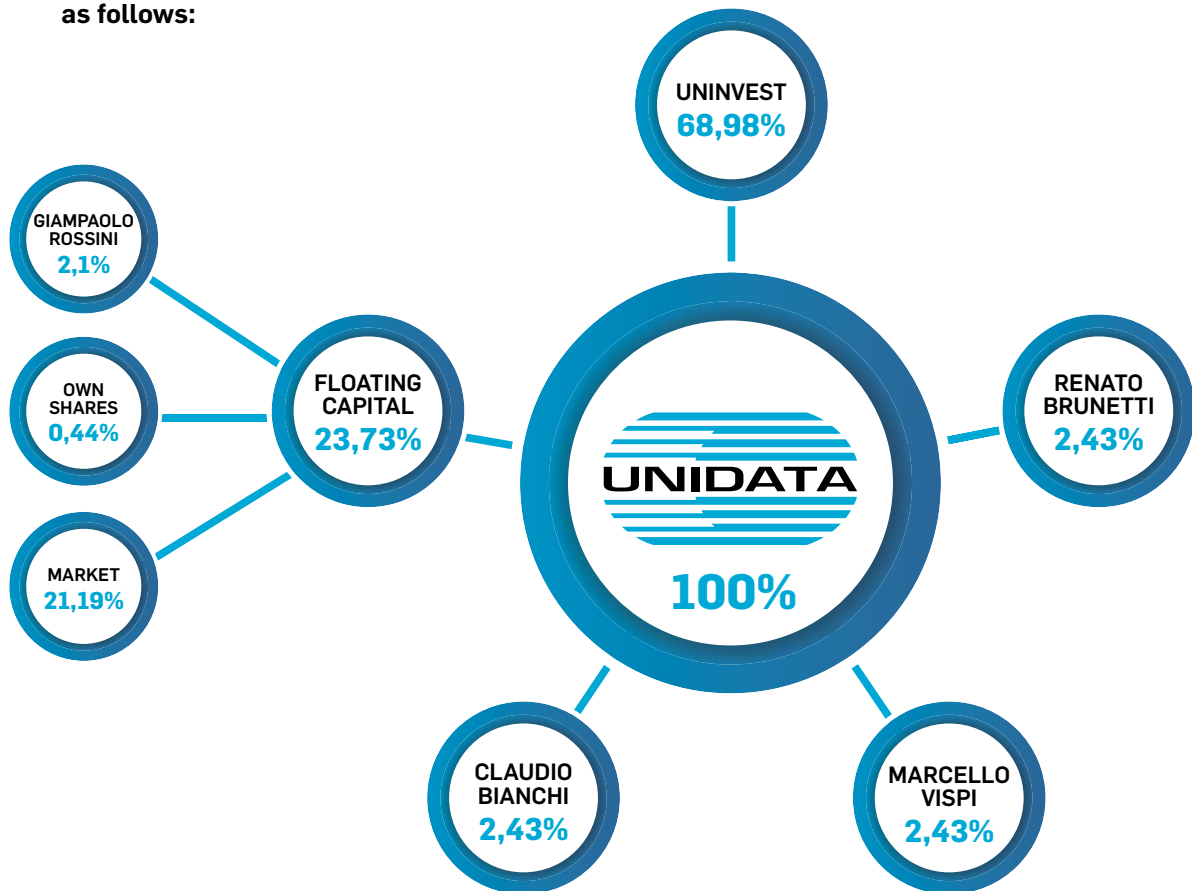 as follows:
UNINVEST
68,98%
GIAMPAOLO
ROSSINI
2,1%
OWN
SHARES
0,44%
MARKET
21,19%
FLOATING
CAPITAL
23,73%
UNIDATA
100%
RENATO
BRUNETTI
2,43%
CLAUDIO
BIANCHI
2,43%
MARCELLO
VISPI
2,43%